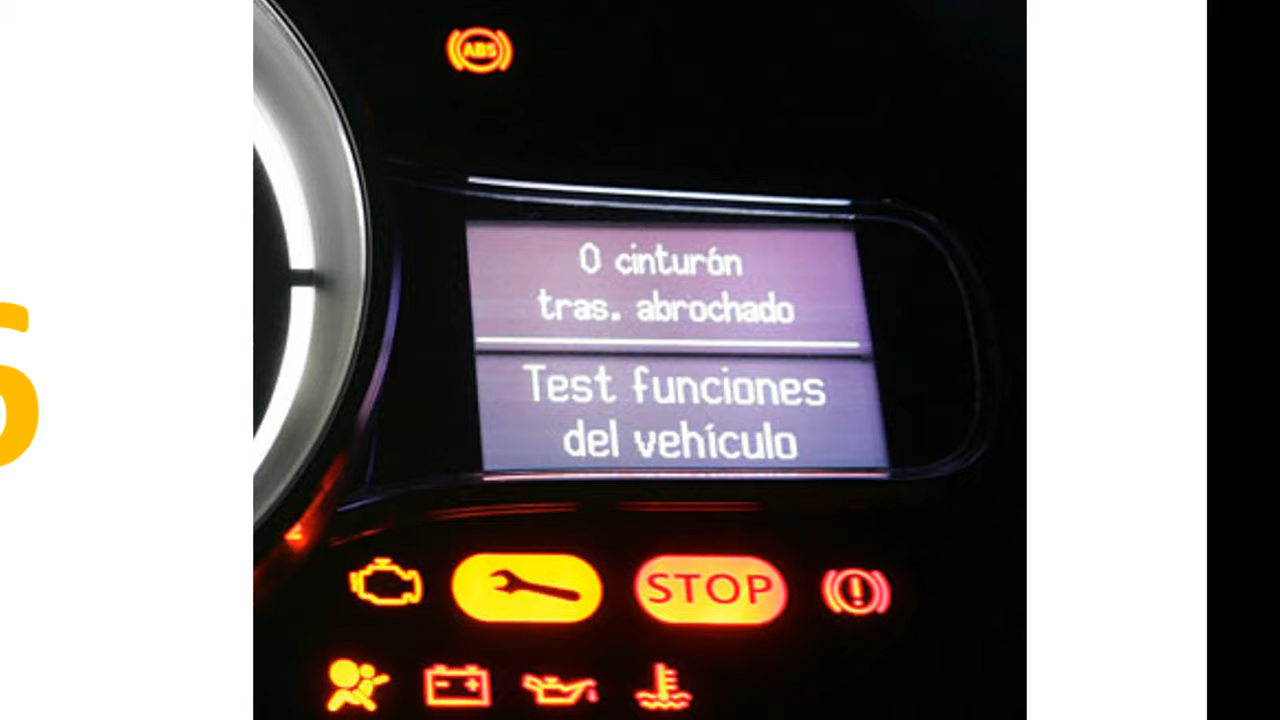 ABS
0 cinturón
tras. abrochado
Test funciones
del vehículo
STOP